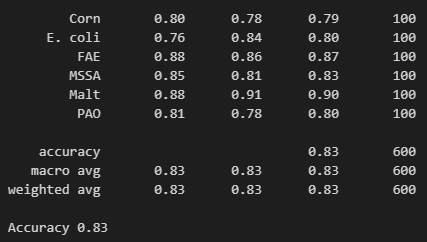 Corn 0.80 0.78 0.79 100
E. coli 0.76 0.84 0.80 100
FAE 0.88 0.86 0.87 100
MSSA 0.85 0.81 0.83 100
Malt 0.88 0.91 0.90 100
PAO 0.81 0.78 0.80 100
accuracy 0.83 600
macro avg 0.83 0.83 0.83 600
weighted avg 0.83 0.83 0.83 600
Accuracy 0.83